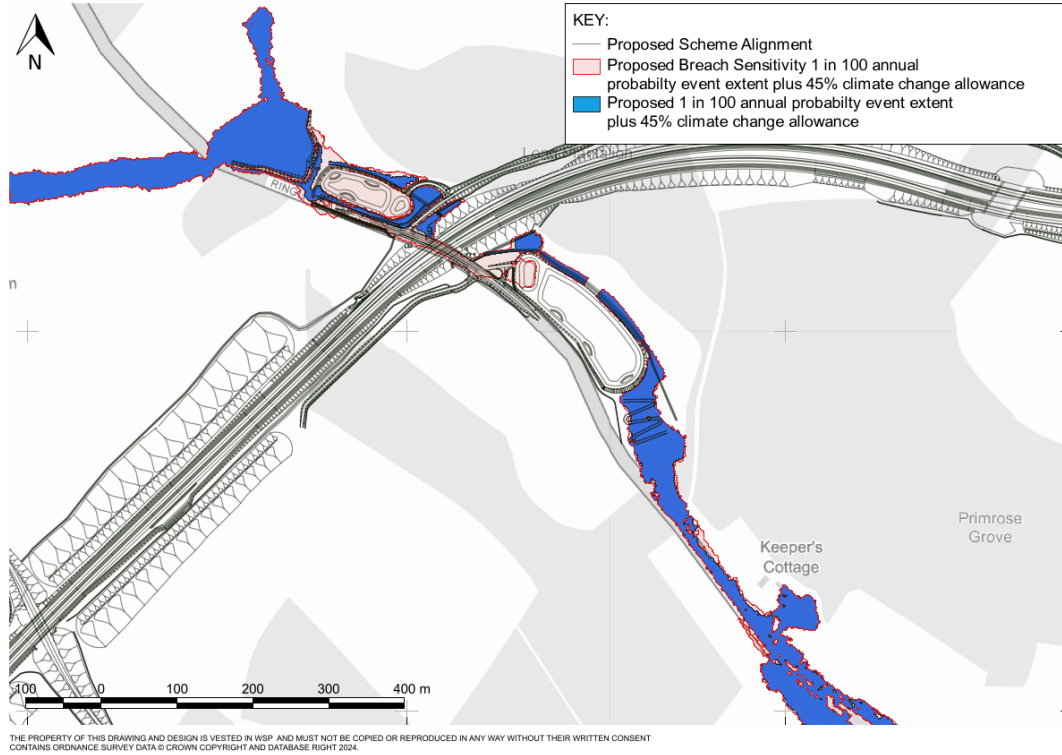 KEY:
N
Proposed Scheme Alignment
Proposed Breach Sensitivity 1 in 100 annual
probabilty event extent plus 45% climate change allowance
Proposed 1 in 100 annual probabilty event extent
plus 45% climate change allowance
RING
m
Primrose
Grove
Keeper's
Cottage
100 0 100 200 300 400 m
THE PROPERTY OF THIS DRAWING AND DESIGN IS VESTED IN WSP AND MUST NOT BE COPIED OR REPRODUCED IN ANY WAY WITHOUT THEIR WRITTEN CONSENT
CONTAINS ORDNANCE SURVEY DATA © CROWN COPYRIGHT AND DATABASE RIGHT 2024.